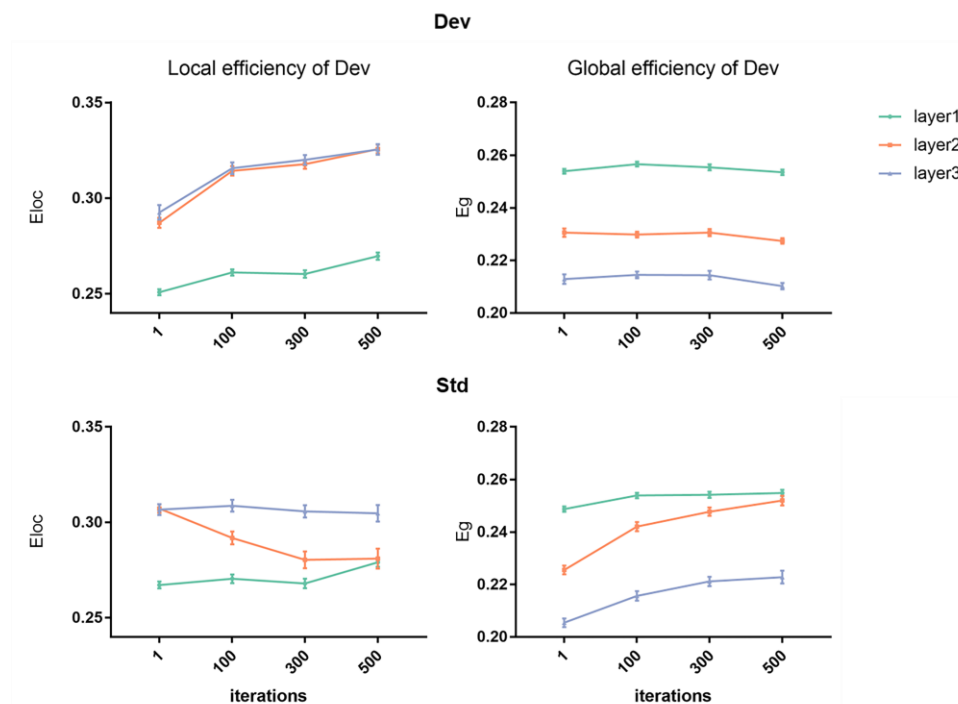 Dev
Local efficiency of Dev
Global efficiency of Dev
0.35
0.30
0.25
Eloc
1
100
300
500
0.28
0.26
0.24
0.22
0.20
Eg
1
100
300
500
layer1
layer2
layer3
Std
0.35
0.30
0.25
Eloc
1
100
300
500
iterations
0.28
0.26
0.24
0.22
0.20
Eg
1
100
300
500
iterations